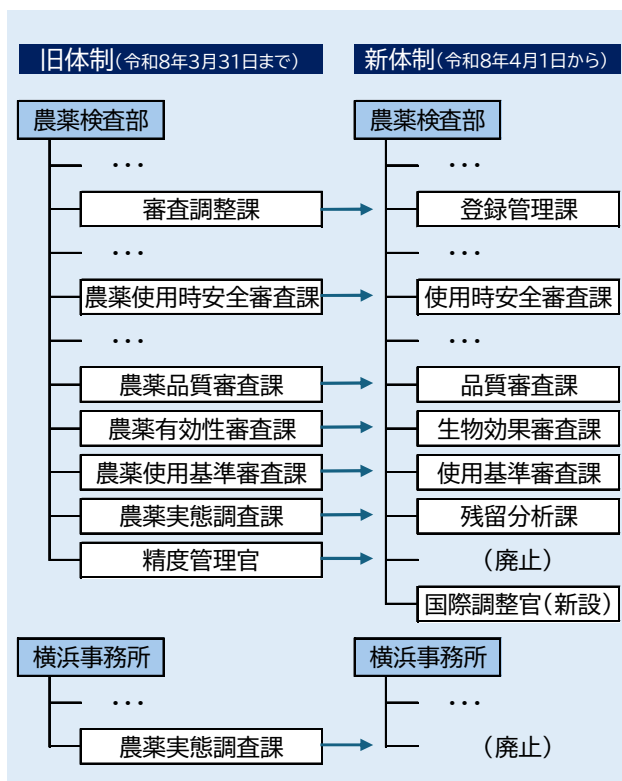 旧体制(令和8年3月31日まで)
新体制(令和8年4月1日から)
農薬検査部
農薬検査部
・・・
・・・
審査調整課
登録管理課
・・・
・・・
農薬使用時安全審査課
使用時安全審査課
・・・
・・・
農薬品質審査課
品質審査課
農薬有効性審査課
生物効果審査課
農薬使用基準審査課
使用基準審査課
農薬実態調査課
残留分析課
精度管理官
(廃止)
国際調整官(新設)
横浜事務所
横浜事務所
・・・
・・・
農薬実態調査課
(廃止)